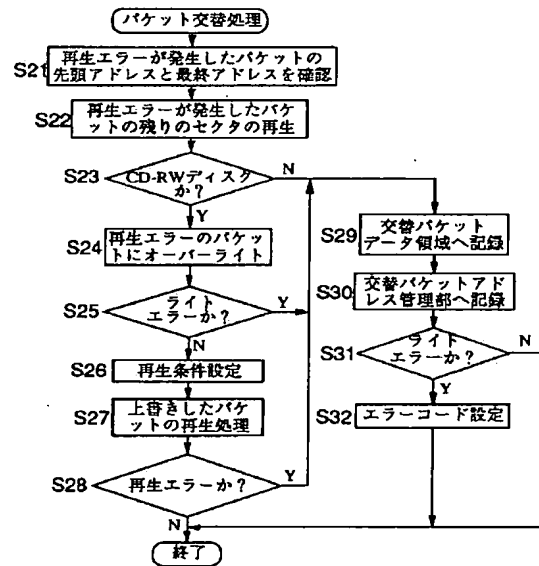 パケット交替処理
S21
再生エラーが発生したパケットの
先頭アドレスと最終アドレスを確認
S22
再生エラーが発生したパケ
ットの残りのセクタの再生
S23
CD-RWディスク
か？
N
Y
S24
再生エラーのパケッ
トにオーバーライト
S25
ライト
エラーか？
Y
N
S26
再生条件設定
S27
上書きしたパケ
ットの再生処理
S28
再生エラーか？
Y
N
終了
S29
交替パケット
データ領域へ記録
S30
交替パケットアド
レス管理部へ記録
S31
ライト
エラーか？
N
Y
S32
エラーコード設定